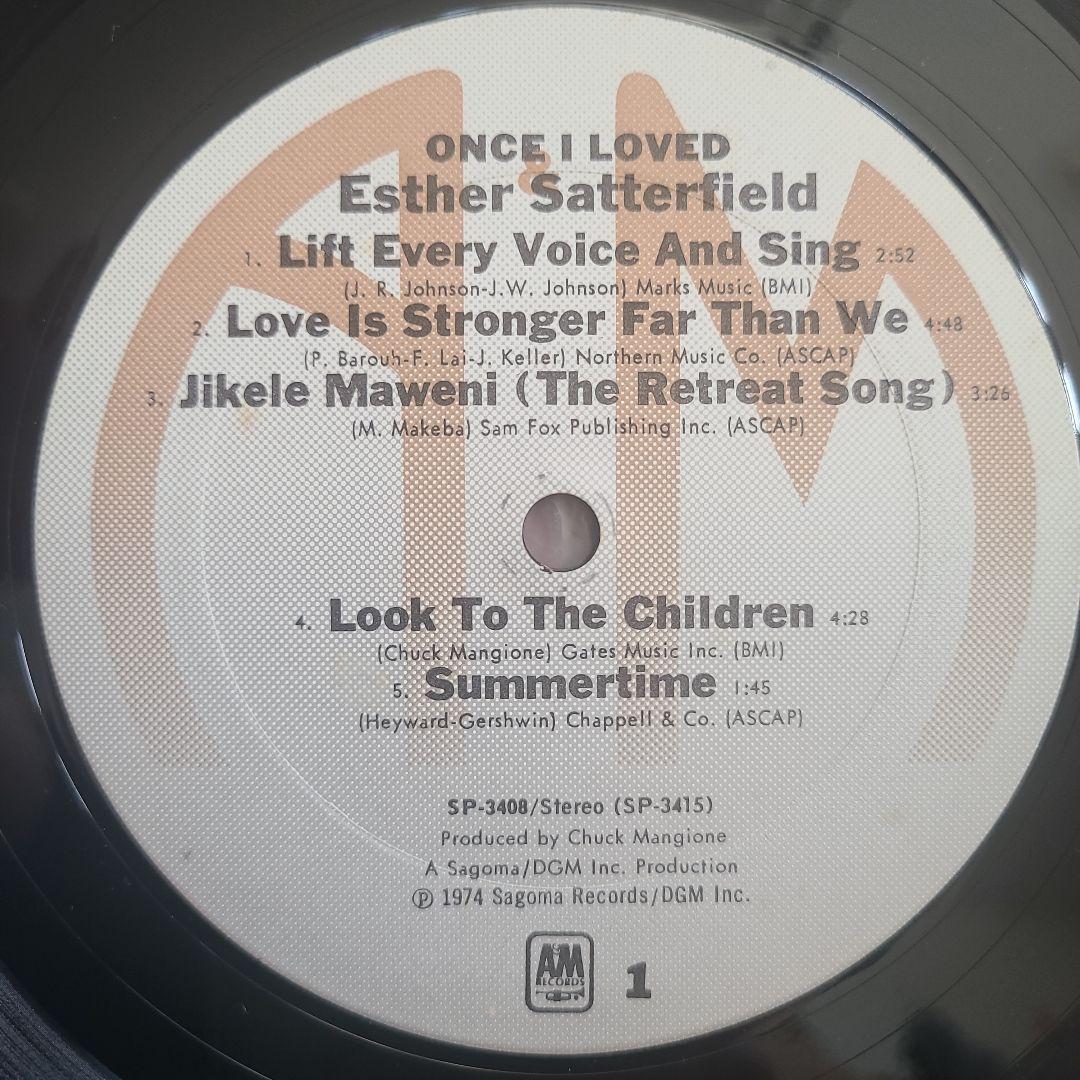 ONCE I LOVED
Esther Satterfield
1. Lift Every Voice And Sing 2:52
(J. R. Johnson-J.W. Johnson) Marks Music (BMI)
2. Love Is Stronger Far Than We 4:48
(P. Barouh-F. Lai-J. Keller) Northern Music Co. (ASCAP)
3. Jikele Maweni (The Retreat Song) 3:26
(M. Makeba) Sam Fox Publishing Inc. (ASCAP)
4. Look To The Children 4:28
(Chuck Mangione) Gates Music Inc. (BMI)
5. Summertime 1:45
(Heyward-Gershwin) Chappell & Co. (ASCAP)
SP-3408/Stereo (SP-3415)
Produced by Chuck Mangione
A Sagoma/DGM Inc. Production
℗ 1974 Sagoma Records/DGM Inc.
A&M
RECORDS
1